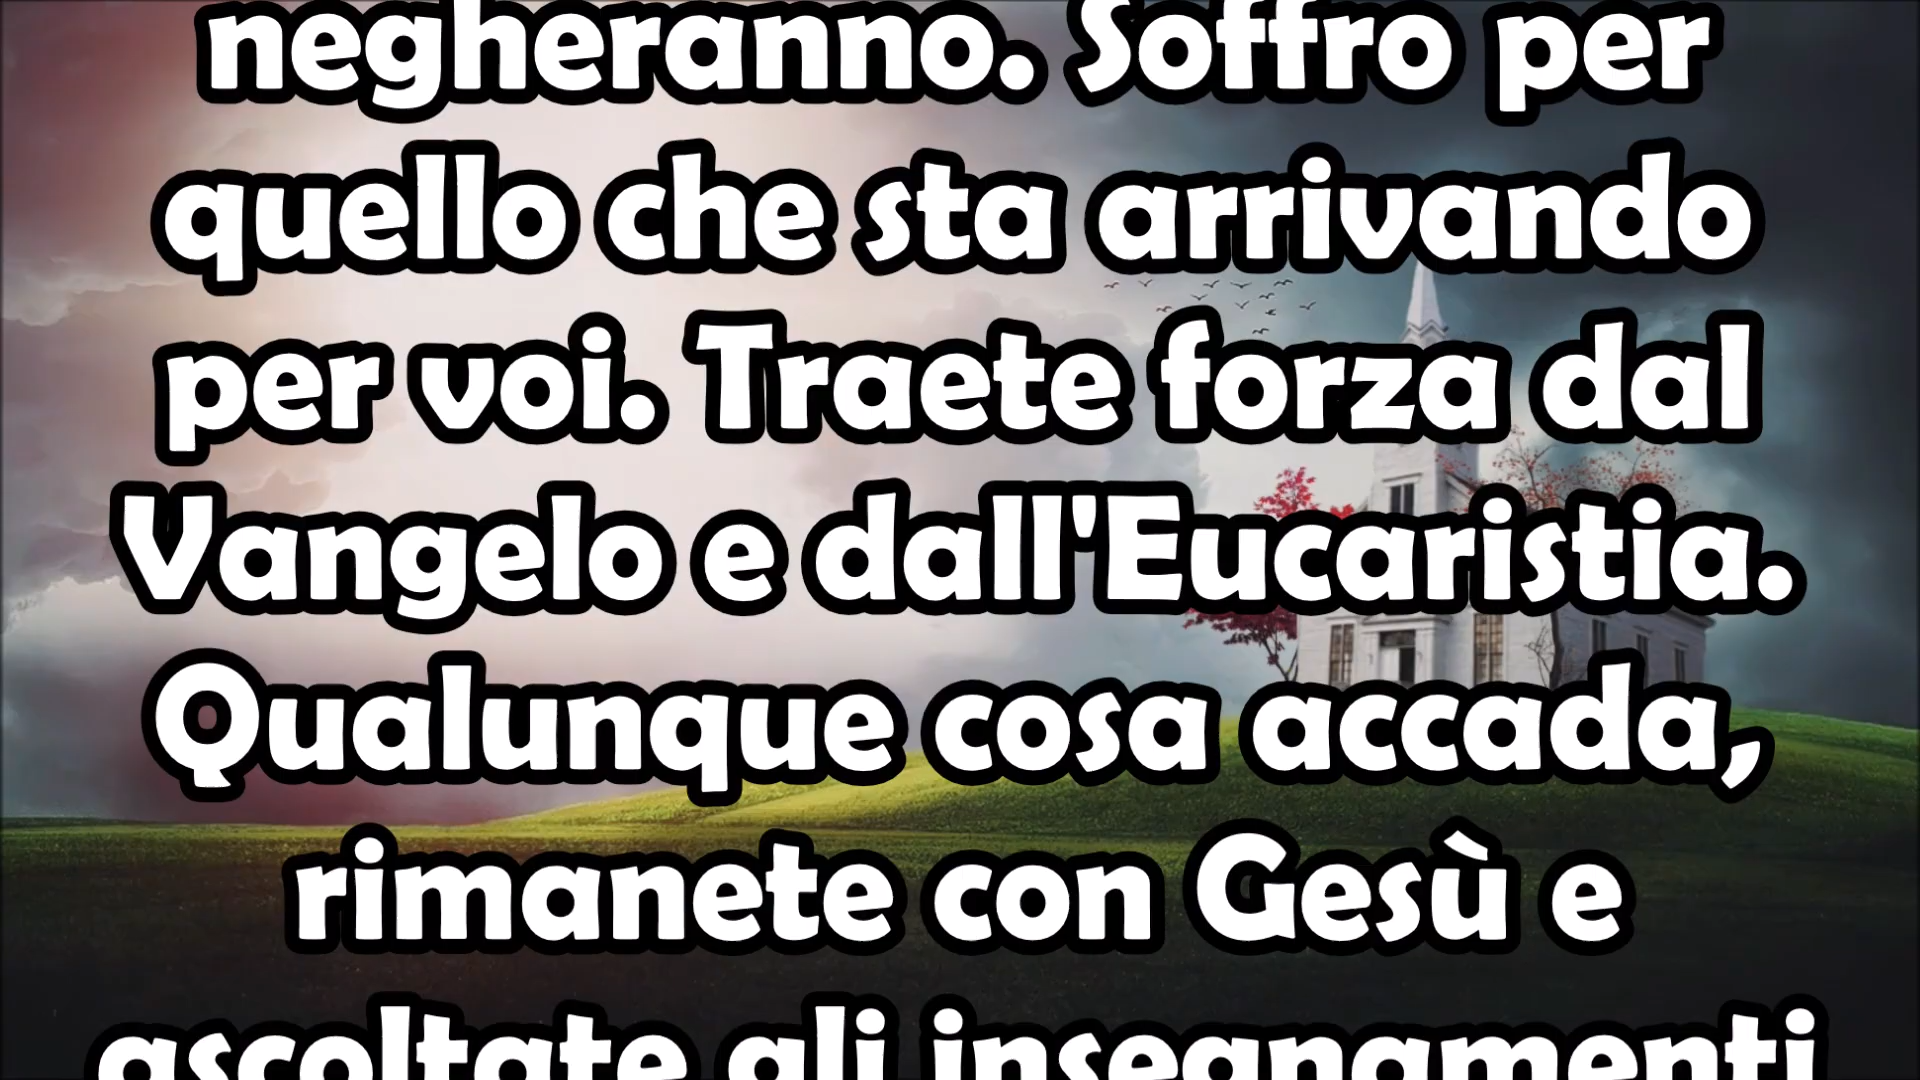 negheranno. Soffro per
quello che sta arrivando
per voi. Traete forza dal
Vangelo e dall'Eucaristia.
Qualunque cosa accada,
rimanete con Gesù e
ascoltate gli insegnamenti